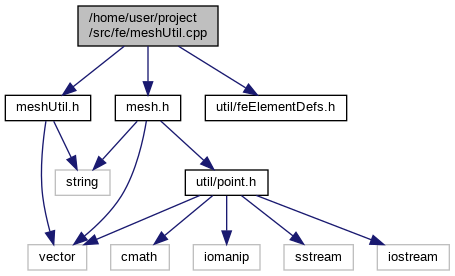 /home/user/project
/src/fe/meshUtil.cpp
meshUtil.h
mesh.h
util/feElementDefs.h
string
util/point.h
vector
cmath
iomanip
sstream
iostream